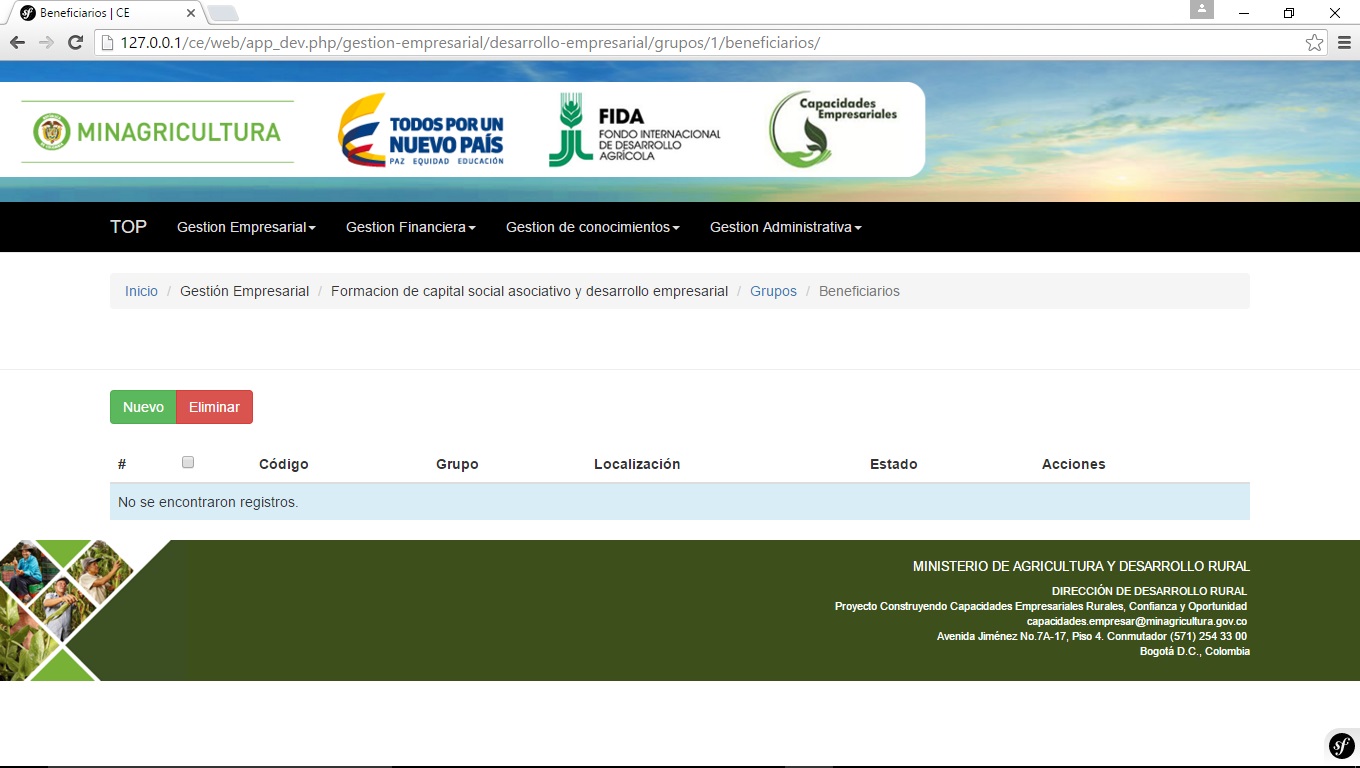 Beneficiarios | CE
127.0.0.1/ce/web/app_dev.php/gestion-empresarial/desarrollo-empresarial/grupos/1/beneficiarios/
MINAGRICULTURA
TODOS POR UN
NUEVO PAÍS
PAZ EQUIDAD EDUCACIÓN
FIDA
FONDO INTERNACIONAL
DE DESARROLLO
AGRÍCOLA
Capacidades
Empresariales
TOP Gestion Empresarial Gestion Financiera Gestion de conocimientos Gestion Administrativa
Inicio / Gestión Empresarial / Formacion de capital social asociativo y desarrollo empresarial / Grupos / Beneficiarios
Nuevo Eliminar
# Código Grupo Localización Estado Acciones
No se encontraron registros.
MINISTERIO DE AGRICULTURA Y DESARROLLO RURAL
DIRECCIÓN DE DESARROLLO RURAL
Proyecto Construyendo Capacidades Empresariales Rurales, Confianza y Oportunidad
capacidades.empresar@minagricultura.gov.co
Avenida Jiménez No.7A-17, Piso 4. Conmutador (571) 254 33 00
Bogotá D.C., Colombia
sf